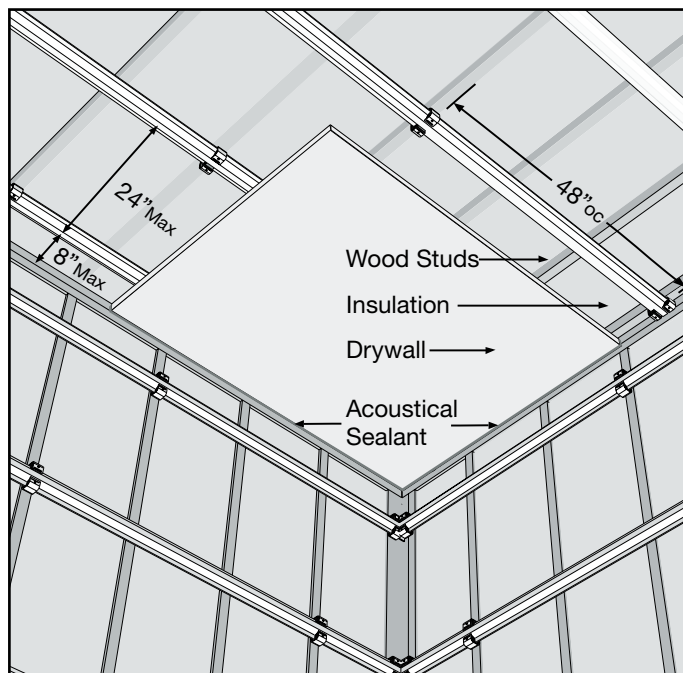 24” Max
8” Max
48” oc
Wood Studs
Insulation
Drywall
Acoustical
Sealant